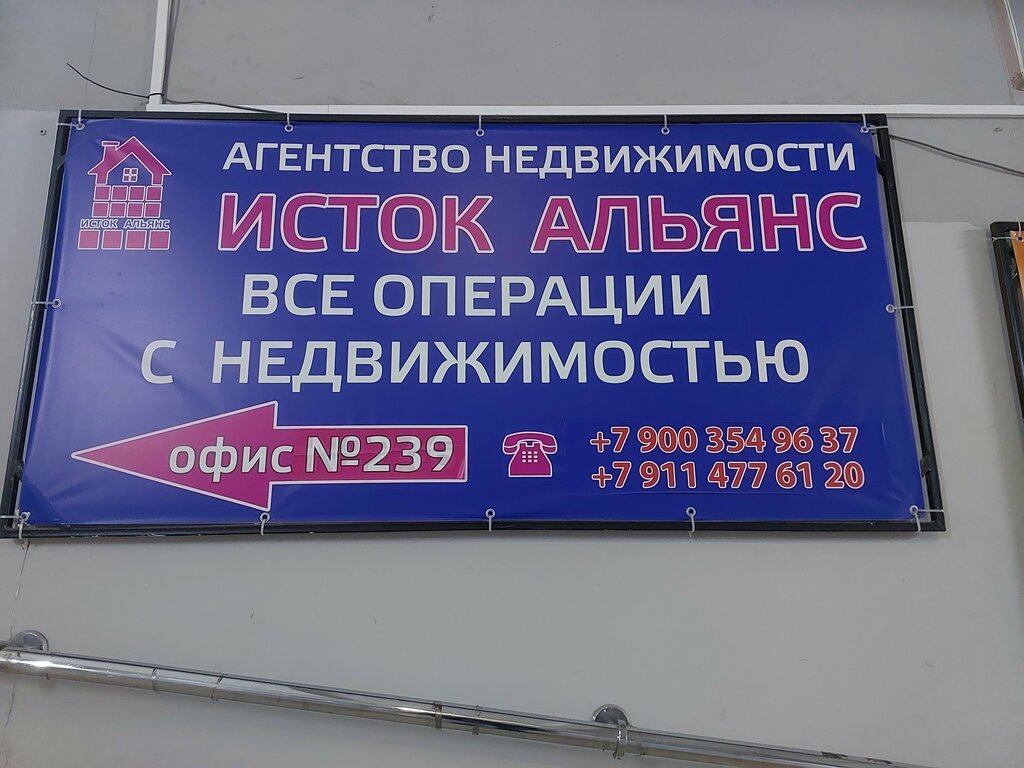 АГЕНТСТВО НЕДВИЖИМОСТИ
ИСТОК АЛЬЯНС
ИСТОК АЛЬЯНС
ВСЕ ОПЕРАЦИИ
С НЕДВИЖИМОСТЬЮ
офис №239
+7 900 354 96 37
+7 911 477 61 20